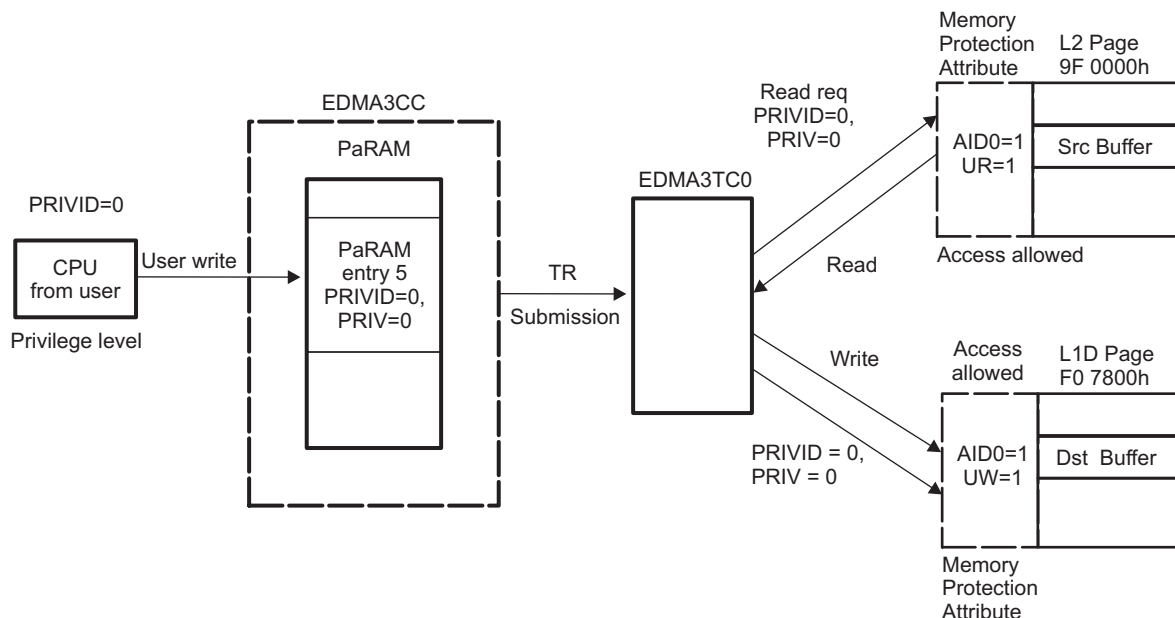 PRIVID=0
CPU
from user
Privilege level
User write
EDMA3CC
PaRAM
PaRAM
entry 5
PRIVID=0,
PRIV=0
TR
Submission
EDMA3TC0
Read req
PRIVID=0,
PRIV=0
Read
Memory
Protection
Attribute
L2 Page
9F 0000h
AID0=1
UR=1
Src Buffer
Access allowed
Write
PRIVID = 0,
PRIV = 0
Access
allowed
L1D Page
F0 7800h
AID0=1
UW=1
Dst Buffer
Memory
Protection
Attribute